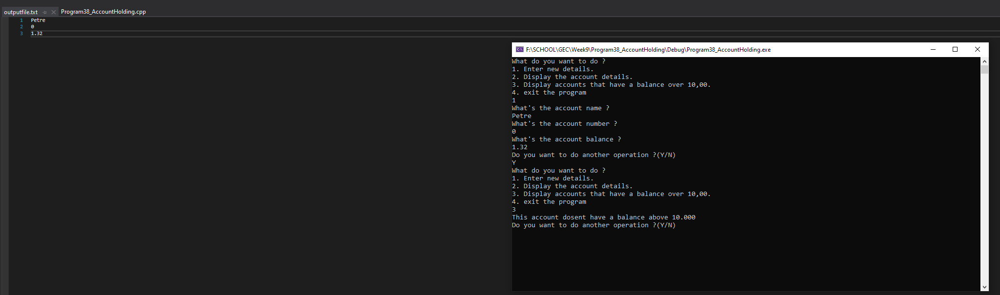 outputfile.txt
Program38_AccountHolding.cpp
1 Petre
2 0
3 1.32
F:\SCHOOL\GEC\Week9\Program38_AccountHolding\Debug\Program38_AccountHolding.exe
What do you want to do ?
1. Enter new details.
2. Display the account details.
3. Display accounts that have a balance over 10,00.
4. exit the program
1
What's the account name ?
Petre
What's the account number ?
0
What's the account balance ?
1.32
Do you want to do another operation ?(Y/N)
Y
What do you want to do ?
1. Enter new details.
2. Display the account details.
3. Display accounts that have a balance over 10,00.
4. exit the program
3
This account dosent have a balance above 10.000
Do you want to do another operation ?(Y/N)